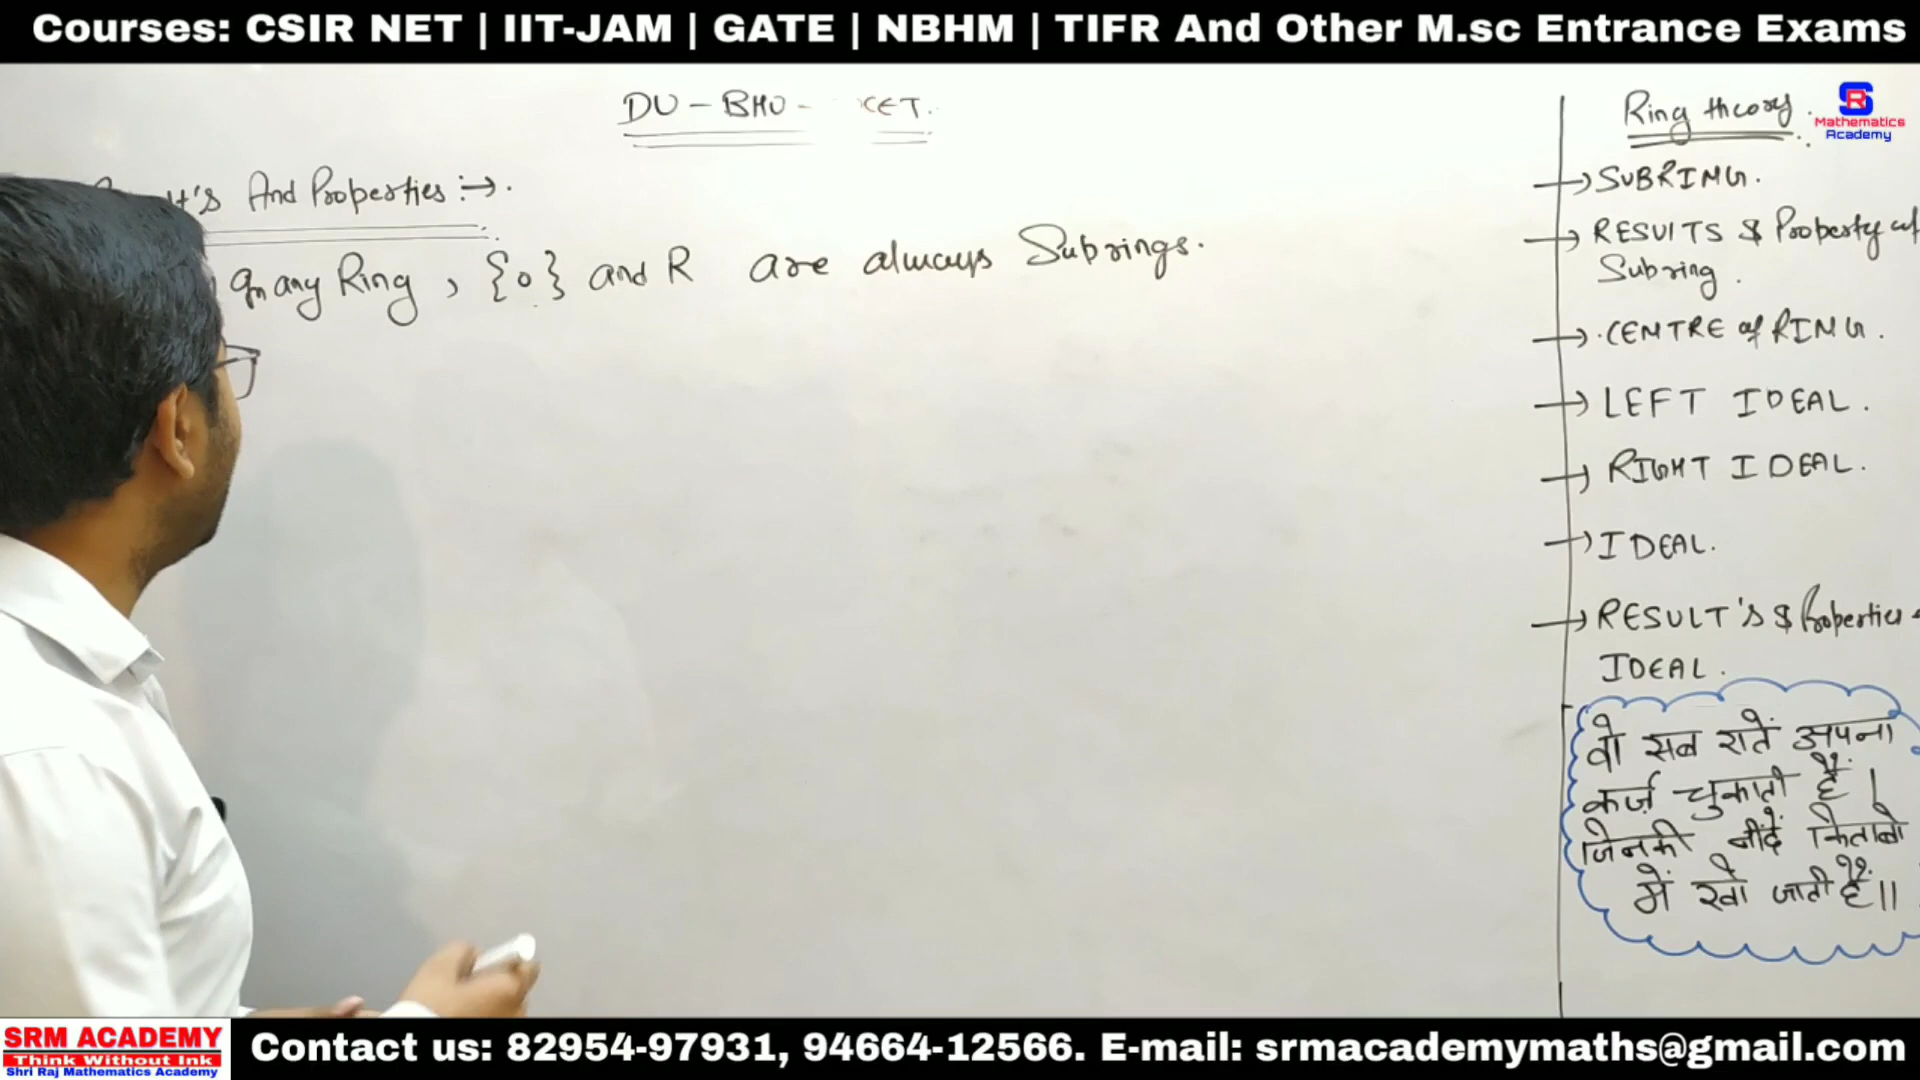 Courses: CSIR NET | IIT-JAM | GATE | NBHM | TIFR And Other M.sc Entrance Exams
DU - BHU - CET.
And Properties :→.
In any Ring, {0} and R are always Subrings.
Ring theory.
SR
Mathematics
Academy
→ SUBRING.
→ RESULTS & Property of
Subring.
→ CENTRE of RING.
→ LEFT IDEAL.
→ RIGHT IDEAL.
→ IDEAL.
→ RESULT'S & Properties
IDEAL.
वो सब रातें अपना
कर्ज़ चुकाती हैं |
जिनकी नींदें किताबो
में खो जाती हैं ||
SRM ACADEMY
Think Without Ink
Shri Raj Mathematics Academy
Contact us: 82954-97931, 94664-12566. E-mail: srmacademymaths@gmail.com